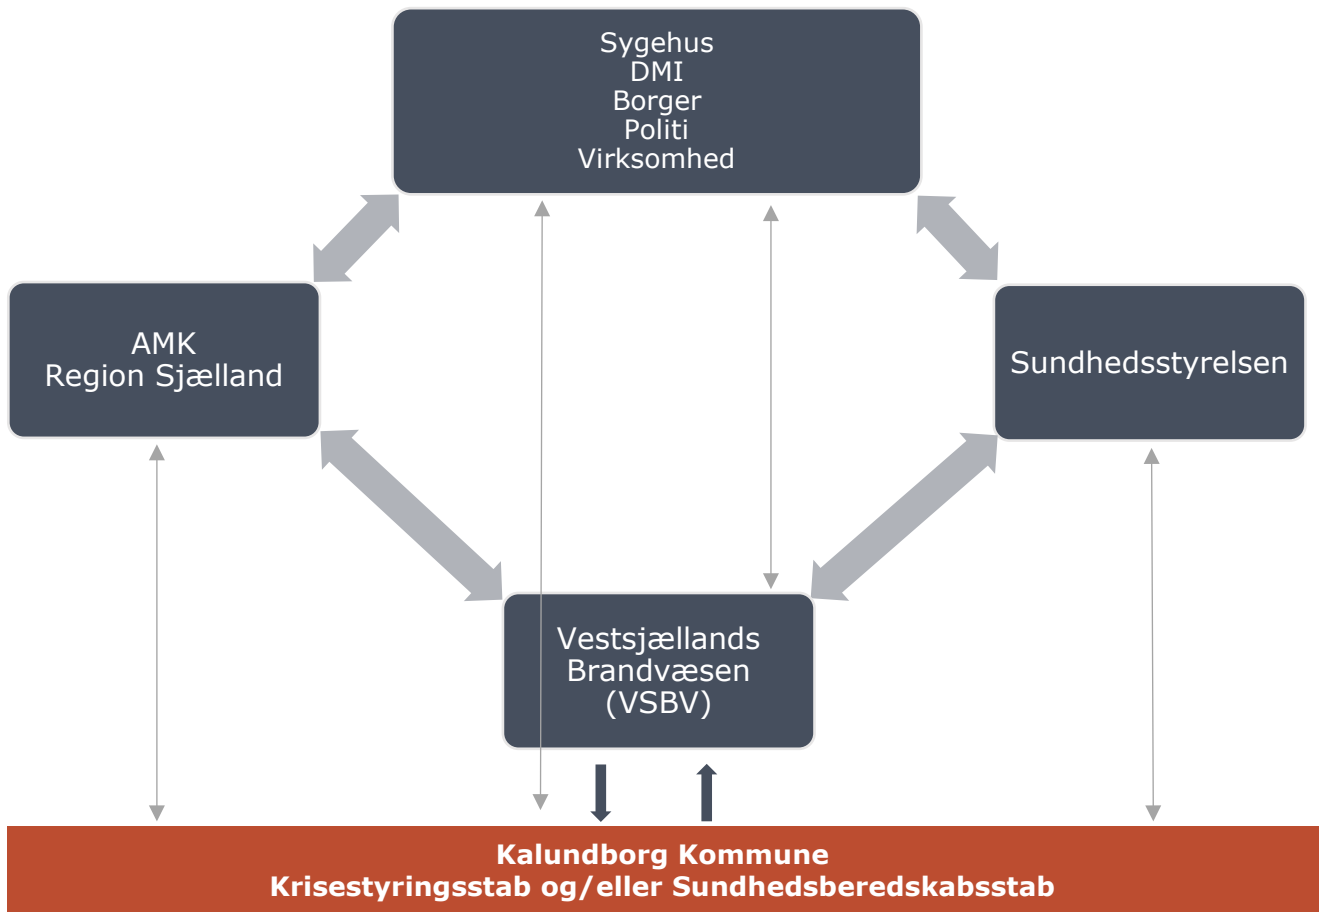 Sygehus
DMI
Borger
Politi
Virksomhed
AMK
Region Sjælland
Sundhedsstyrelsen
Vestsjællands
Brandvæsen
(VSBV)
Kalundborg Kommune
Krisestyringsstab og/eller Sundhedsberedskabsstab